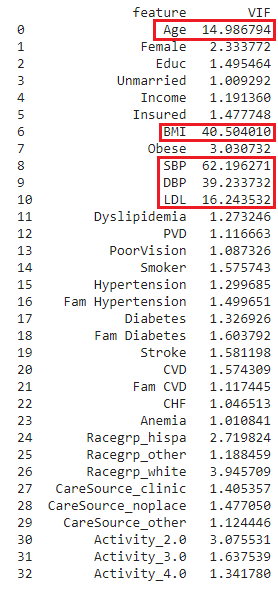 feature VIF
0 Age 14.986794
1 Female 2.333772
2 Educ 1.495464
3 Unmarried 1.009292
4 Income 1.191360
5 Insured 1.477748
6 BMI 40.504010
7 Obese 3.030732
8 SBP 62.196271
9 DBP 39.233732
10 LDL 16.243532
11 Dyslipidemia 1.273246
12 PVD 1.116663
13 PoorVision 1.087326
14 Smoker 1.575743
15 Hypertension 1.299685
16 Fam Hypertension 1.499651
17 Diabetes 1.326926
18 Fam Diabetes 1.603792
19 Stroke 1.581198
20 CVD 1.574309
21 Fam CVD 1.117445
22 CHF 1.046513
23 Anemia 1.010841
24 Racegrp_hispa 2.719824
25 Racegrp_other 1.188459
26 Racegrp_white 3.945709
27 CareSource_clinic 1.405357
28 CareSource_noplace 1.477050
29 CareSource_other 1.124446
30 Activity_2.0 3.075531
31 Activity_3.0 1.637539
32 Activity_4.0 1.341780